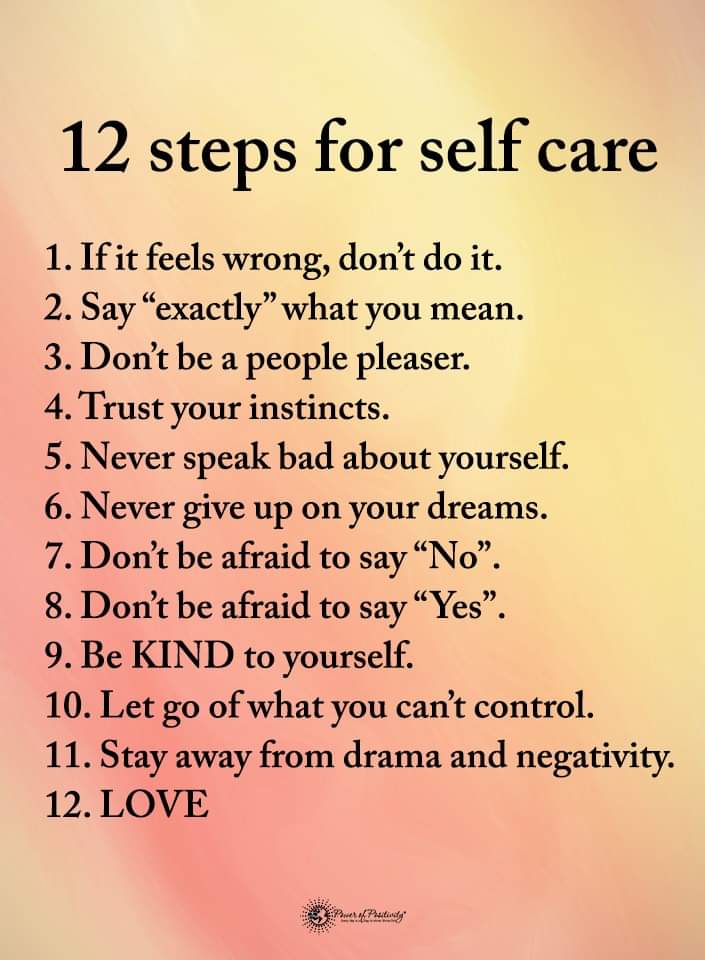 12 steps for self care
1. If it feels wrong, don’t do it.
2. Say “exactly” what you mean.
3. Don’t be a people pleaser.
4. Trust your instincts.
5. Never speak bad about yourself.
6. Never give up on your dreams.
7. Don’t be afraid to say “No”.
8. Don’t be afraid to say “Yes”.
9. Be KIND to yourself.
10. Let go of what you can’t control.
11. Stay away from drama and negativity.
12. LOVE
Power of Positivity